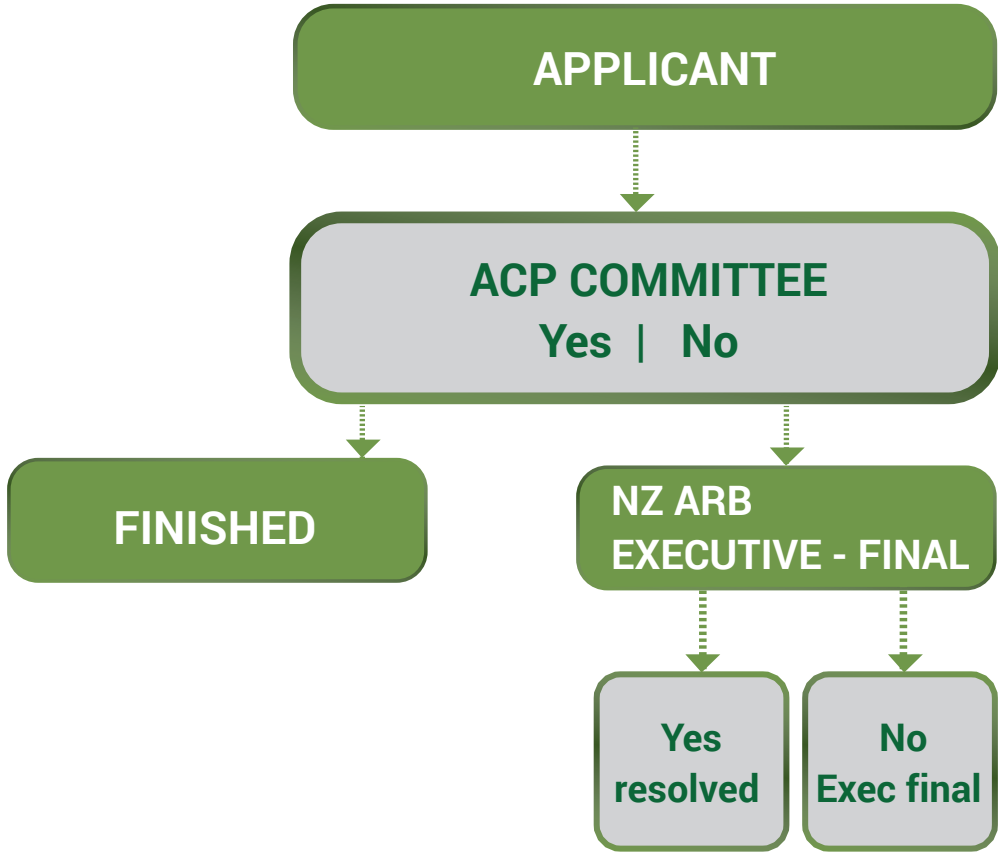 APPLICANT
ACP COMMITTEE
Yes | No
FINISHED
NZ ARB
EXECUTIVE - FINAL
Yes
resolved
No
Exec final